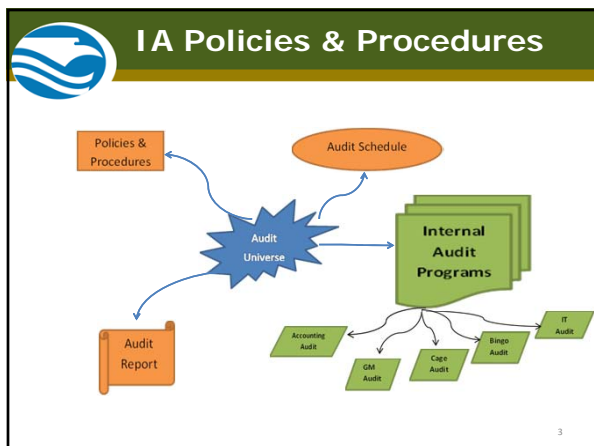 IA Policies & Procedures
Policies &
Procedures
Audit Schedule
Audit
Universe
Internal
Audit
Programs
Audit
Report
Accounting
Audit
GM
Audit
Cage
Audit
Bingo
Audit
IT
Audit
3